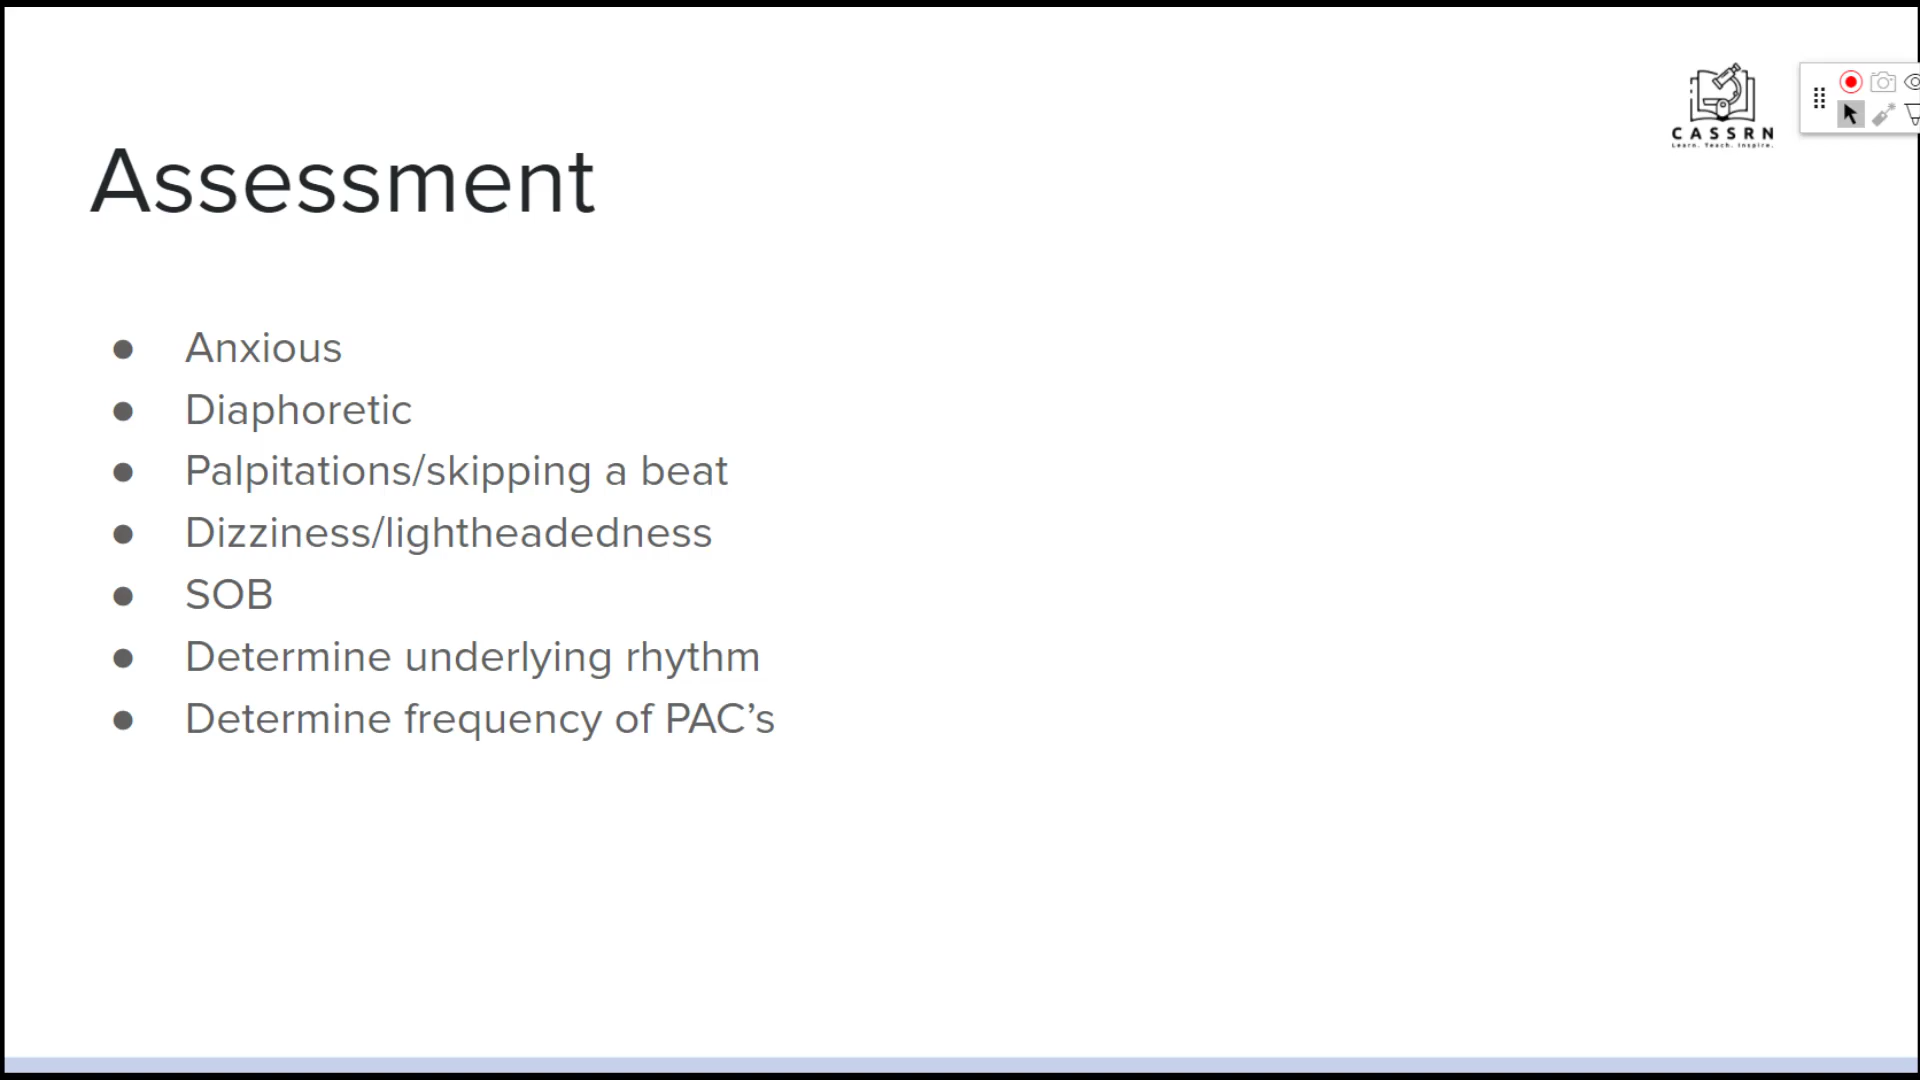 CASSRN
Learn. Teach. Inspire.
Assessment
● Anxious
● Diaphoretic
● Palpitations/skipping a beat
● Dizziness/lightheadedness
● SOB
● Determine underlying rhythm
● Determine frequency of PAC’s